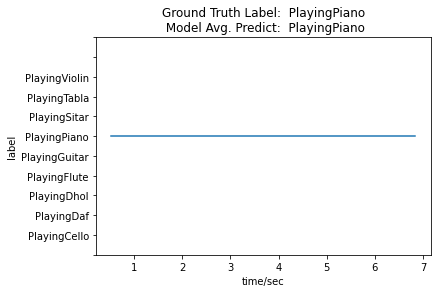 Ground Truth Label:  PlayingPiano
Model Avg. Predict:  PlayingPiano
PlayingViolin
PlayingTabla
PlayingSitar
PlayingPiano
PlayingGuitar
PlayingFlute
PlayingDhol
PlayingDaf
PlayingCello
label
1 2 3 4 5 6 7
time/sec